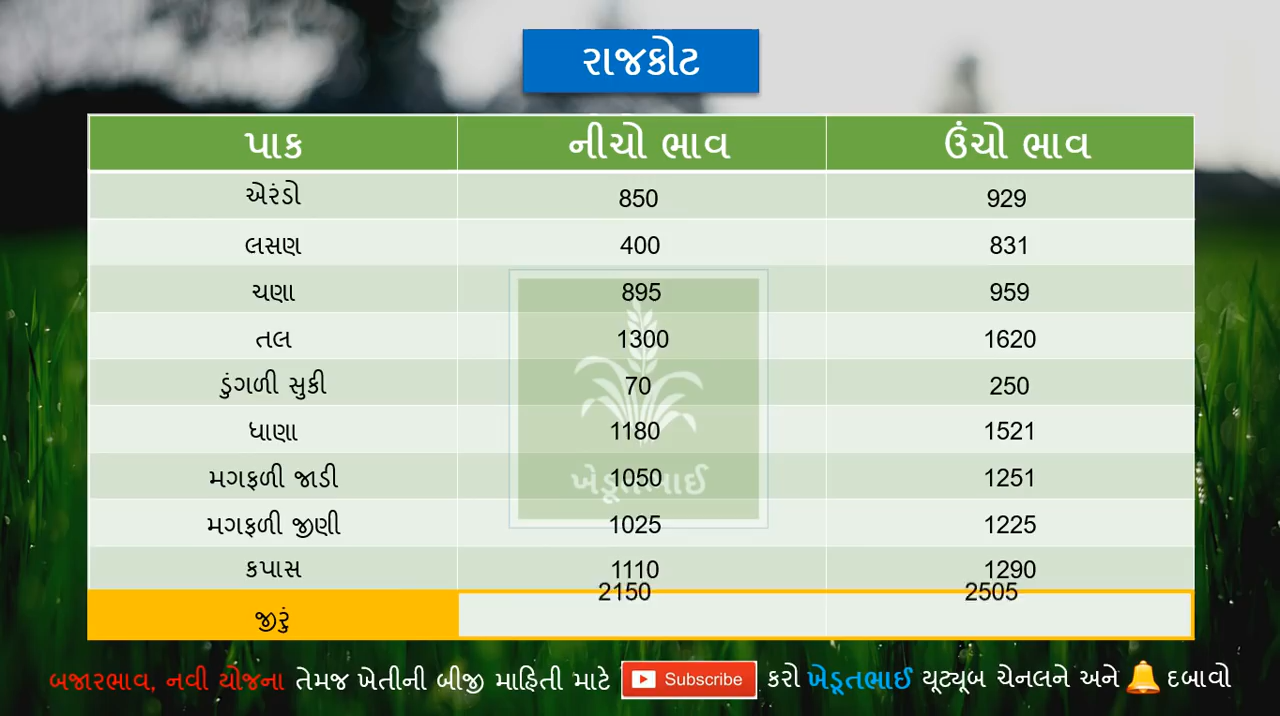 રાજકોટ
પાક નીચો ભાવ ઉંચો ભાવ
એરંડો 850 929
લસણ 400 831
ચણા 895 959
તલ 1300 1620
ડુંગળી સુકી 70 250
ધાણા 1180 1521
મગફળી જાડી 1050 1251
ખેડૂતભાઈ
મગફળી જીણી 1025 1225
કપાસ 1110 1290
જીરું 2150 2505
બજારભાવ, નવી યોજના તેમજ ખેતીની બીજી માહિતી માટે Subscribe કરો ખેડૂતભાઈ યૂટ્યૂબ ચેનલને અને દબાવો